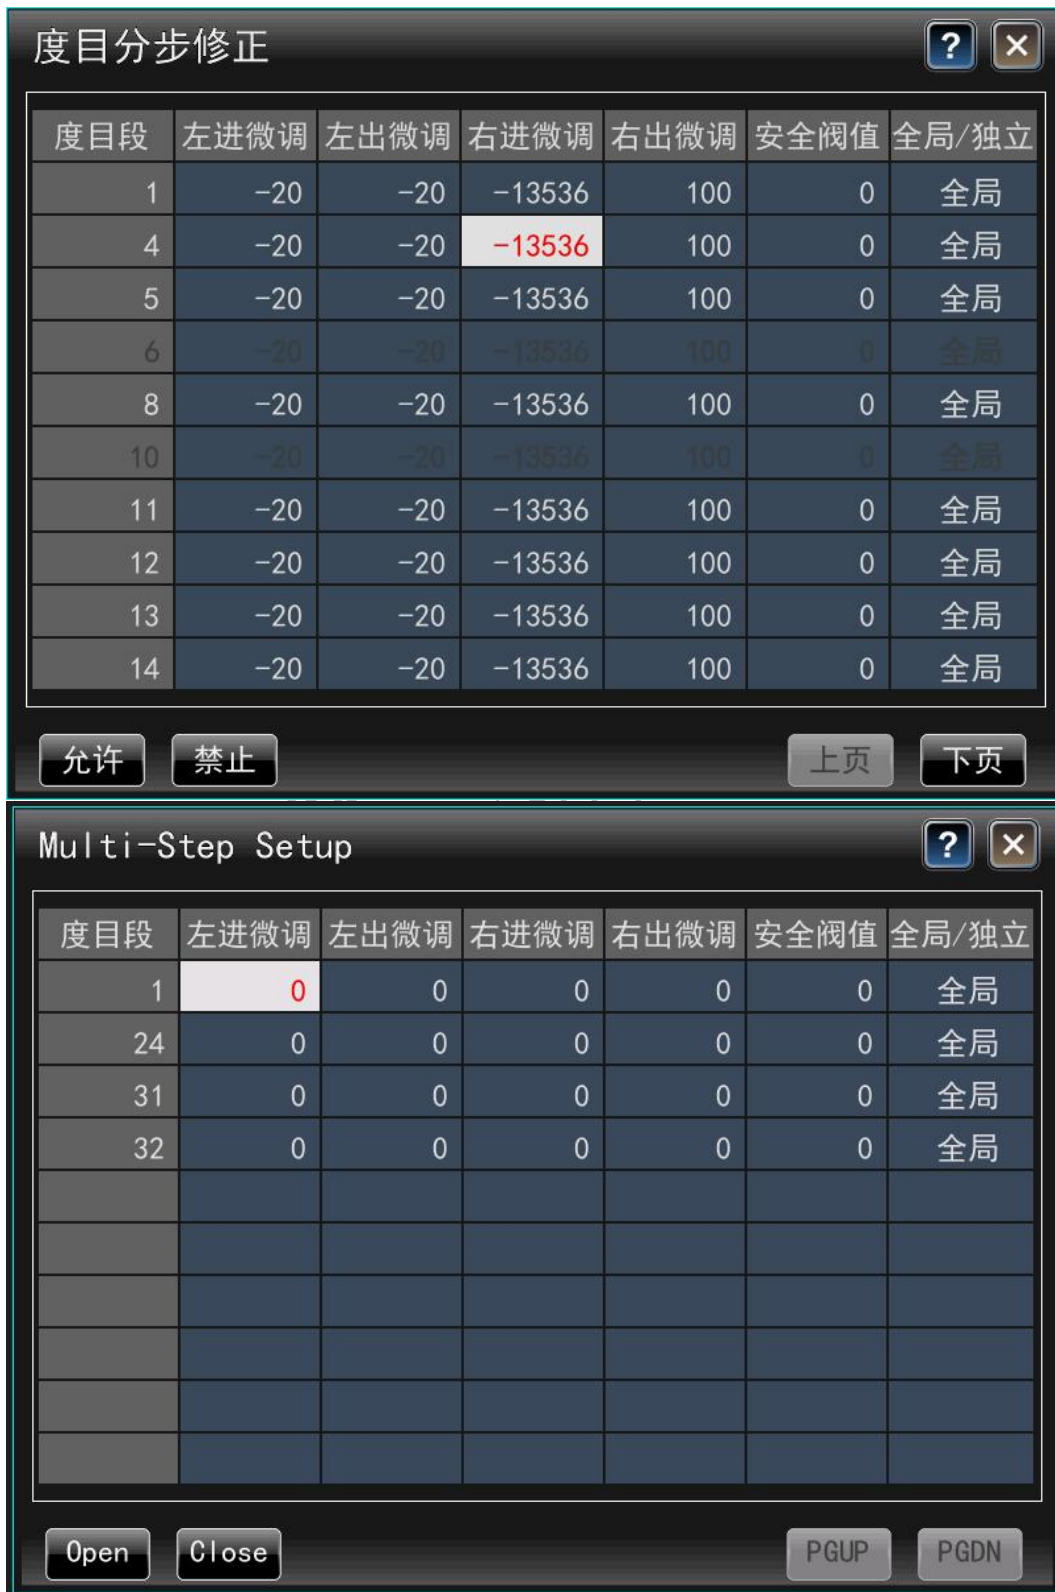 度目分步修正 ?
度目段 左进微调 左出微调 右进微调 右出微调 安全阀值 全局/独立
1 -20 -20 -13536 100 0 全局
4 -20 -20 -13536 100 0 全局
5 -20 -20 -13536 100 0 全局
6 -20 -20 -13536 100 0 全局
8 -20 -20 -13536 100 0 全局
10 -20 -20 -13536 100 0 全局
11 -20 -20 -13536 100 0 全局
12 -20 -20 -13536 100 0 全局
13 -20 -20 -13536 100 0 全局
14 -20 -20 -13536 100 0 全局
允许 禁止 上页 下页
Multi-Step Setup ?
度目段 左进微调 左出微调 右进微调 右出微调 安全阀值 全局/独立
1 0 0 0 0 0 全局
24 0 0 0 0 0 全局
31 0 0 0 0 0 全局
32 0 0 0 0 0 全局
Open Close PGUP PGDN